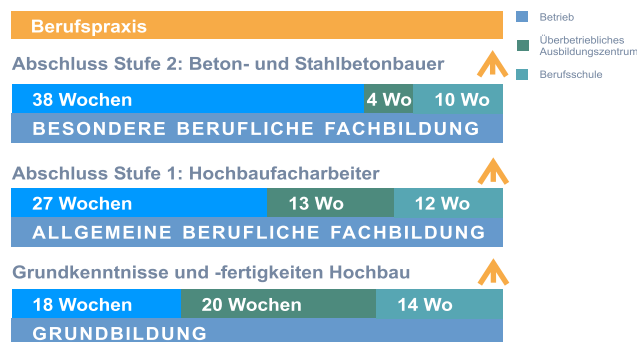 Berufspraxis
Betrieb
Überbetriebliches
Ausbildungszentrum
Berufsschule
Abschluss Stufe 2: Beton- und Stahlbetonbauer
38 Wochen 4 Wo 10 Wo
BESONDERE BERUFLICHE FACHBILDUNG
Abschluss Stufe 1: Hochbaufacharbeiter
27 Wochen 13 Wo 12 Wo
ALLGEMEINE BERUFLICHE FACHBILDUNG
Grundkenntnisse und -fertigkeiten Hochbau
18 Wochen 20 Wochen 14 Wo
GRUNDBILDUNG